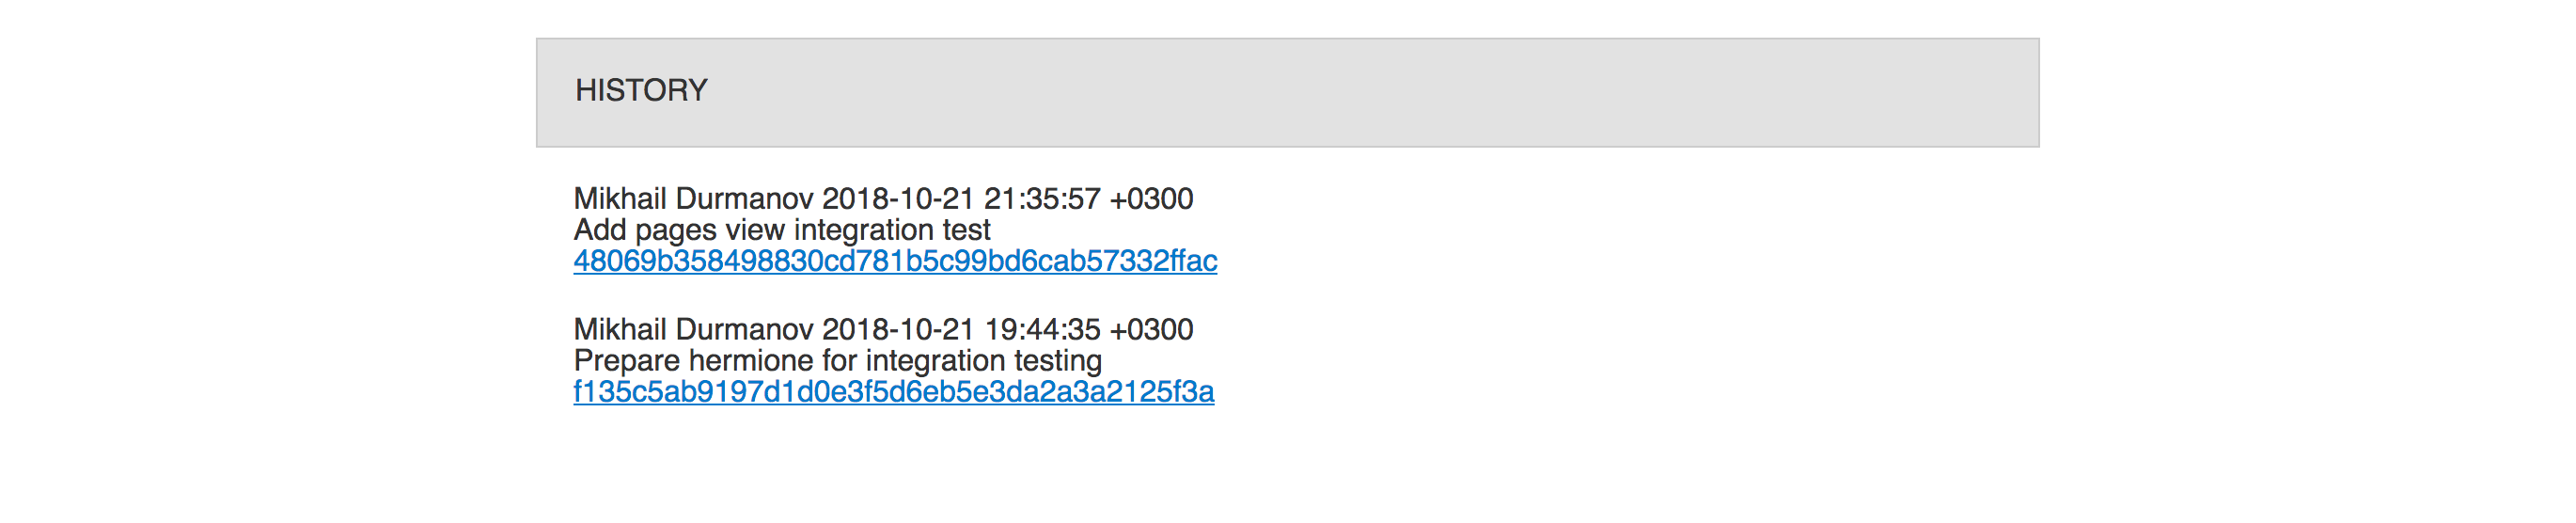 HISTORY
Mikhail Durmanov 2018-10-21 21:35:57 +0300
Add pages view integration test
48069b358498830cd781b5c99bd6cab57332ffac
Mikhail Durmanov 2018-10-21 19:44:35 +0300
Prepare hermione for integration testing
f135c5ab9197d1d0e3f5d6eb5e3da2a3a2125f3a